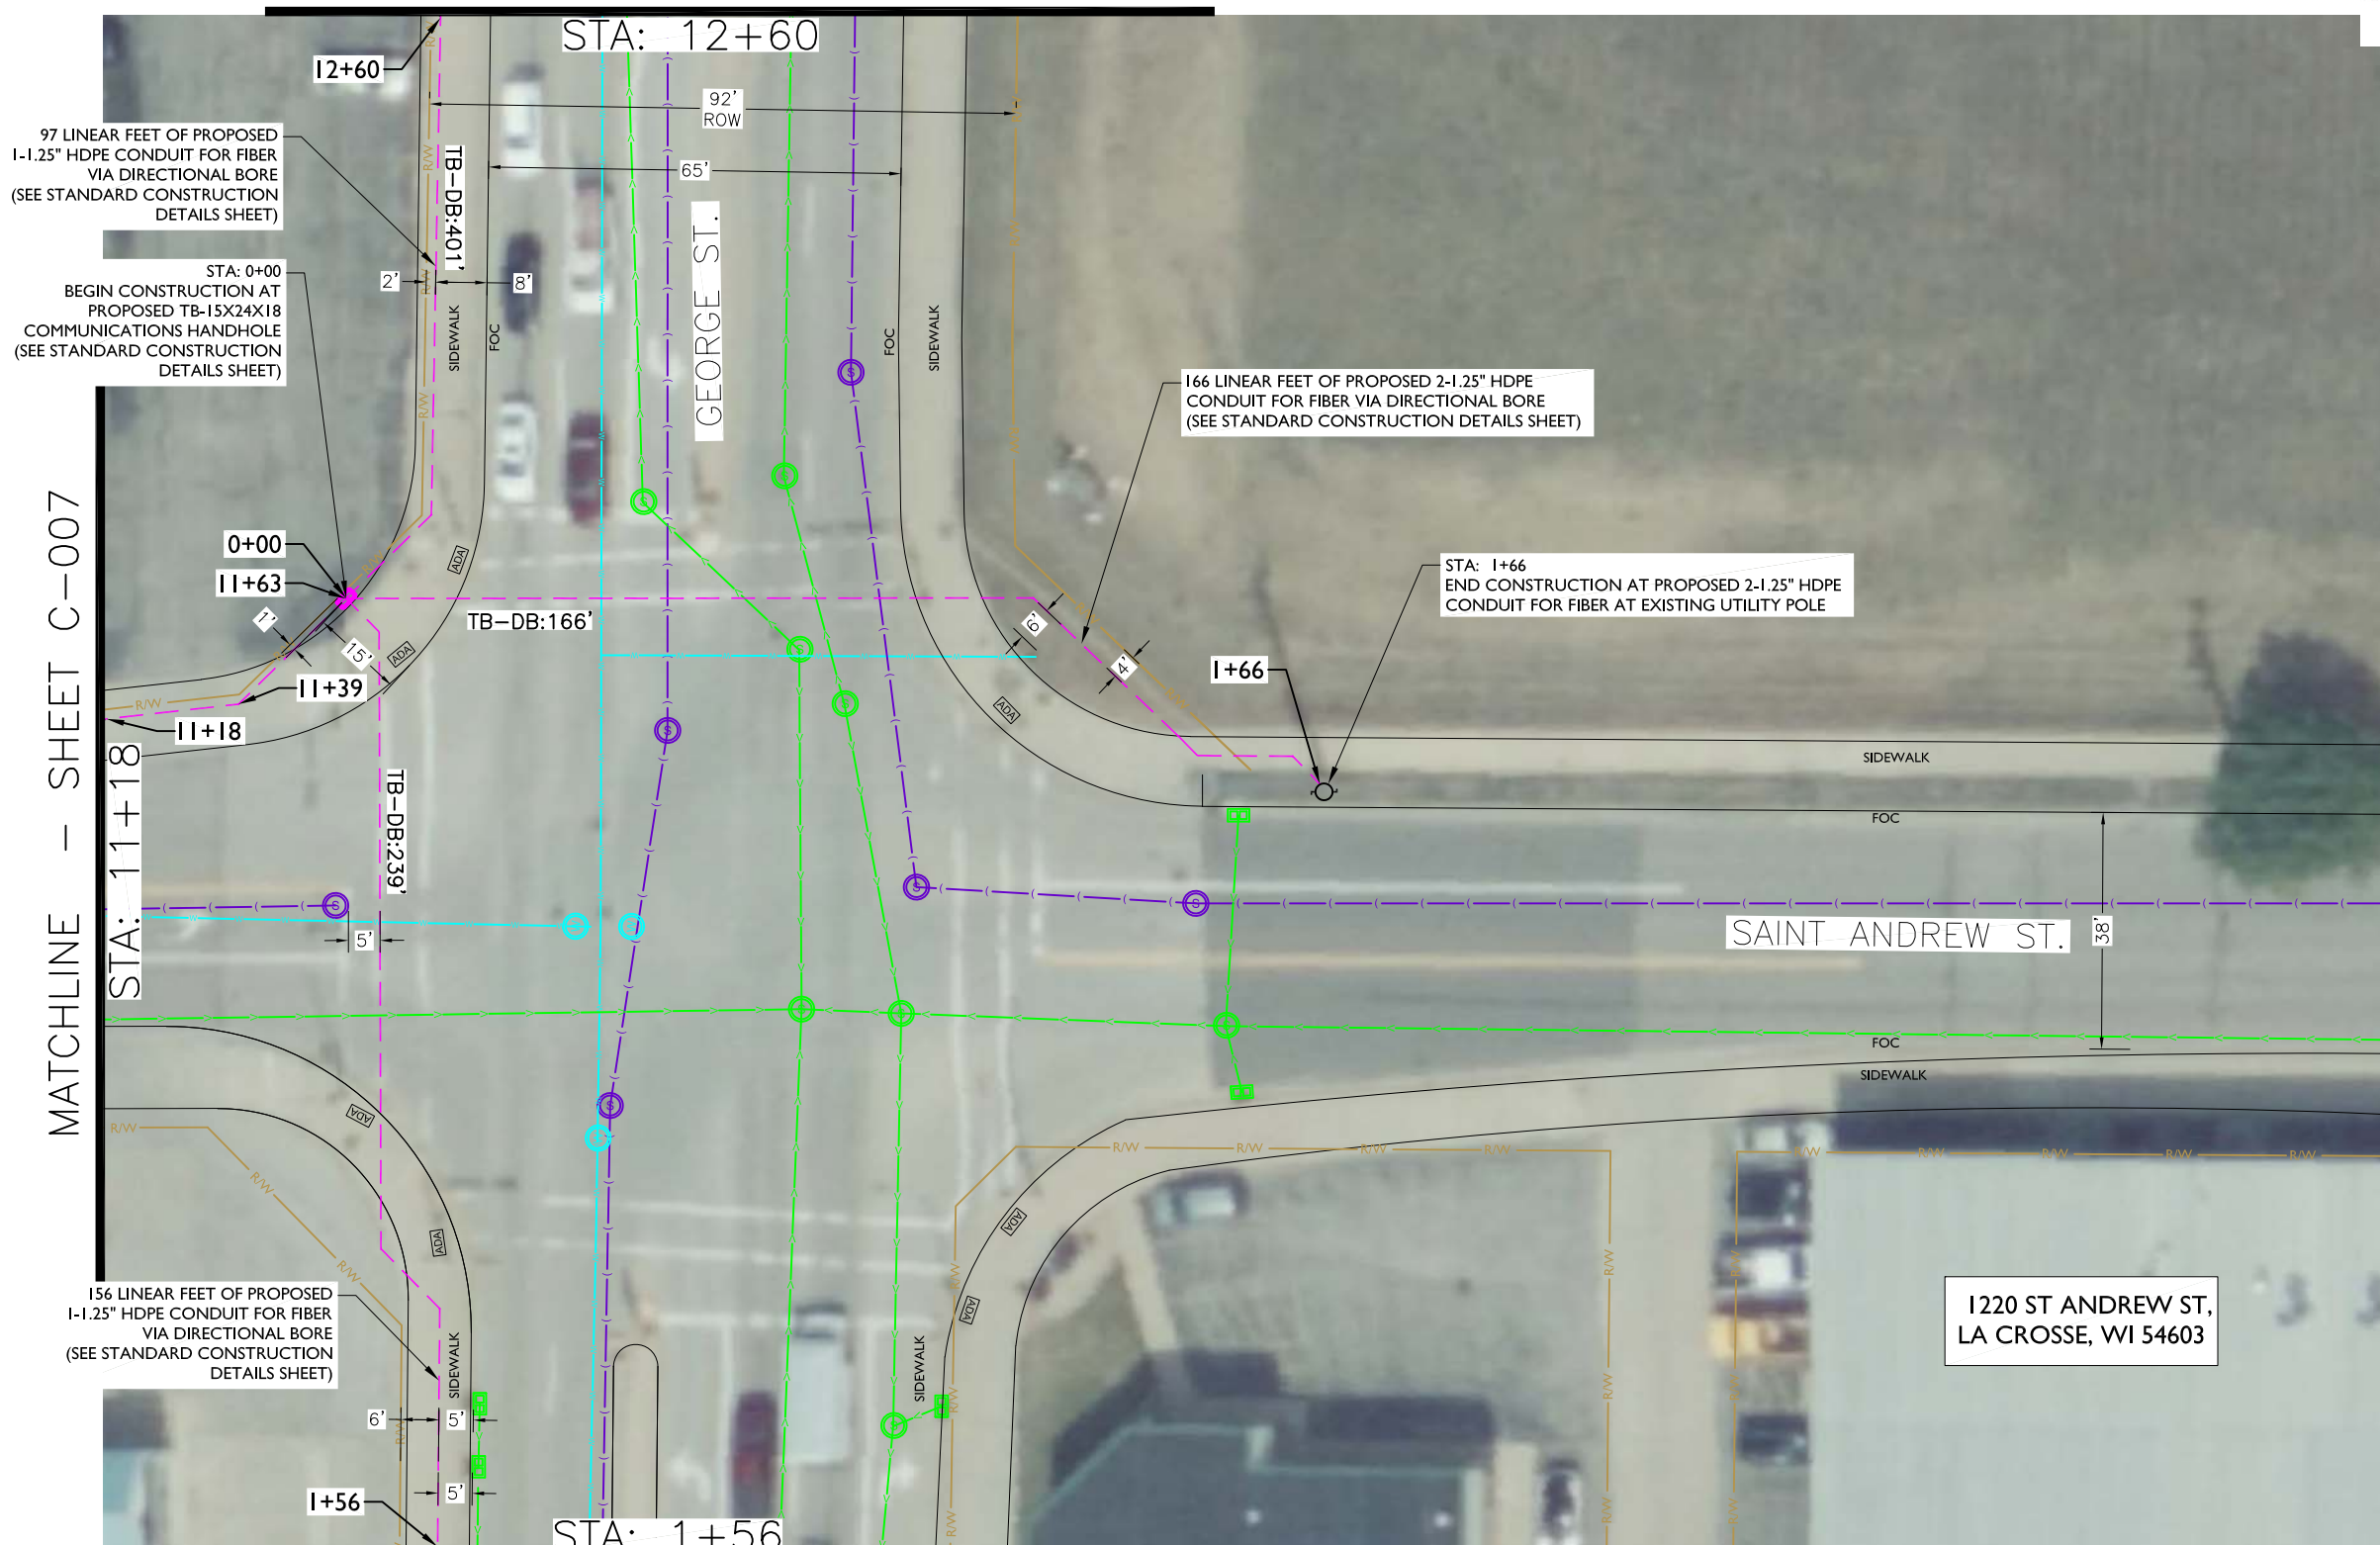 STA: 12+60
12+60
92'
ROW
97 LINEAR FEET OF PROPOSED
1-1.25" HDPE CONDUIT FOR FIBER
VIA DIRECTIONAL BORE
(SEE STANDARD CONSTRUCTION
DETAILS SHEET)
R/W
R/W
R/W
R/W
TB-DB:401'
65'
GEORGE ST.
STA: 0+00
BEGIN CONSTRUCTION AT
PROPOSED TB-15X24X18
COMMUNICATIONS HANDHOLE
(SEE STANDARD CONSTRUCTION
DETAILS SHEET)
2'
8'
SIDEWALK
FOC
FOC
SIDEWALK
R/W
R/W
R/W
S
166 LINEAR FEET OF PROPOSED 2-1.25" HDPE
CONDUIT FOR FIBER VIA DIRECTIONAL BORE
(SEE STANDARD CONSTRUCTION DETAILS SHEET)
MATCHLINE - SHEET C-007
0+00
11+63
R/W
ADA
STA: 1+66
END CONSTRUCTION AT PROPOSED 2-1.25" HDPE
CONDUIT FOR FIBER AT EXISTING UTILITY POLE
1'
15'
ADA
TB-DB:166'
6'
4'
R/W
R/W
1+66
11+39
R/W
11+18
STA: 11+18
S
ADA
SIDEWALK
FOC
TB-DB:239'
S
5'
S
S
SAINT ANDREW ST.
38'
FOC
SIDEWALK
S
ADA
R/W
R/W
R/W
ADA
R/W
R/W
R/W
R/W
R/W
R/W
R/W
R/W
R/W
ADA
ADA
R/W
R/W
R/W
156 LINEAR FEET OF PROPOSED
1-1.25" HDPE CONDUIT FOR FIBER
VIA DIRECTIONAL BORE
(SEE STANDARD CONSTRUCTION
DETAILS SHEET)
SIDEWALK
SIDEWALK
R/W
R/W
R/W
1220 ST ANDREW ST,
LA CROSSE, WI 54603
6'
5'
R/W
5'
1+56
R/W
R/W
R/W
STA: 1+56